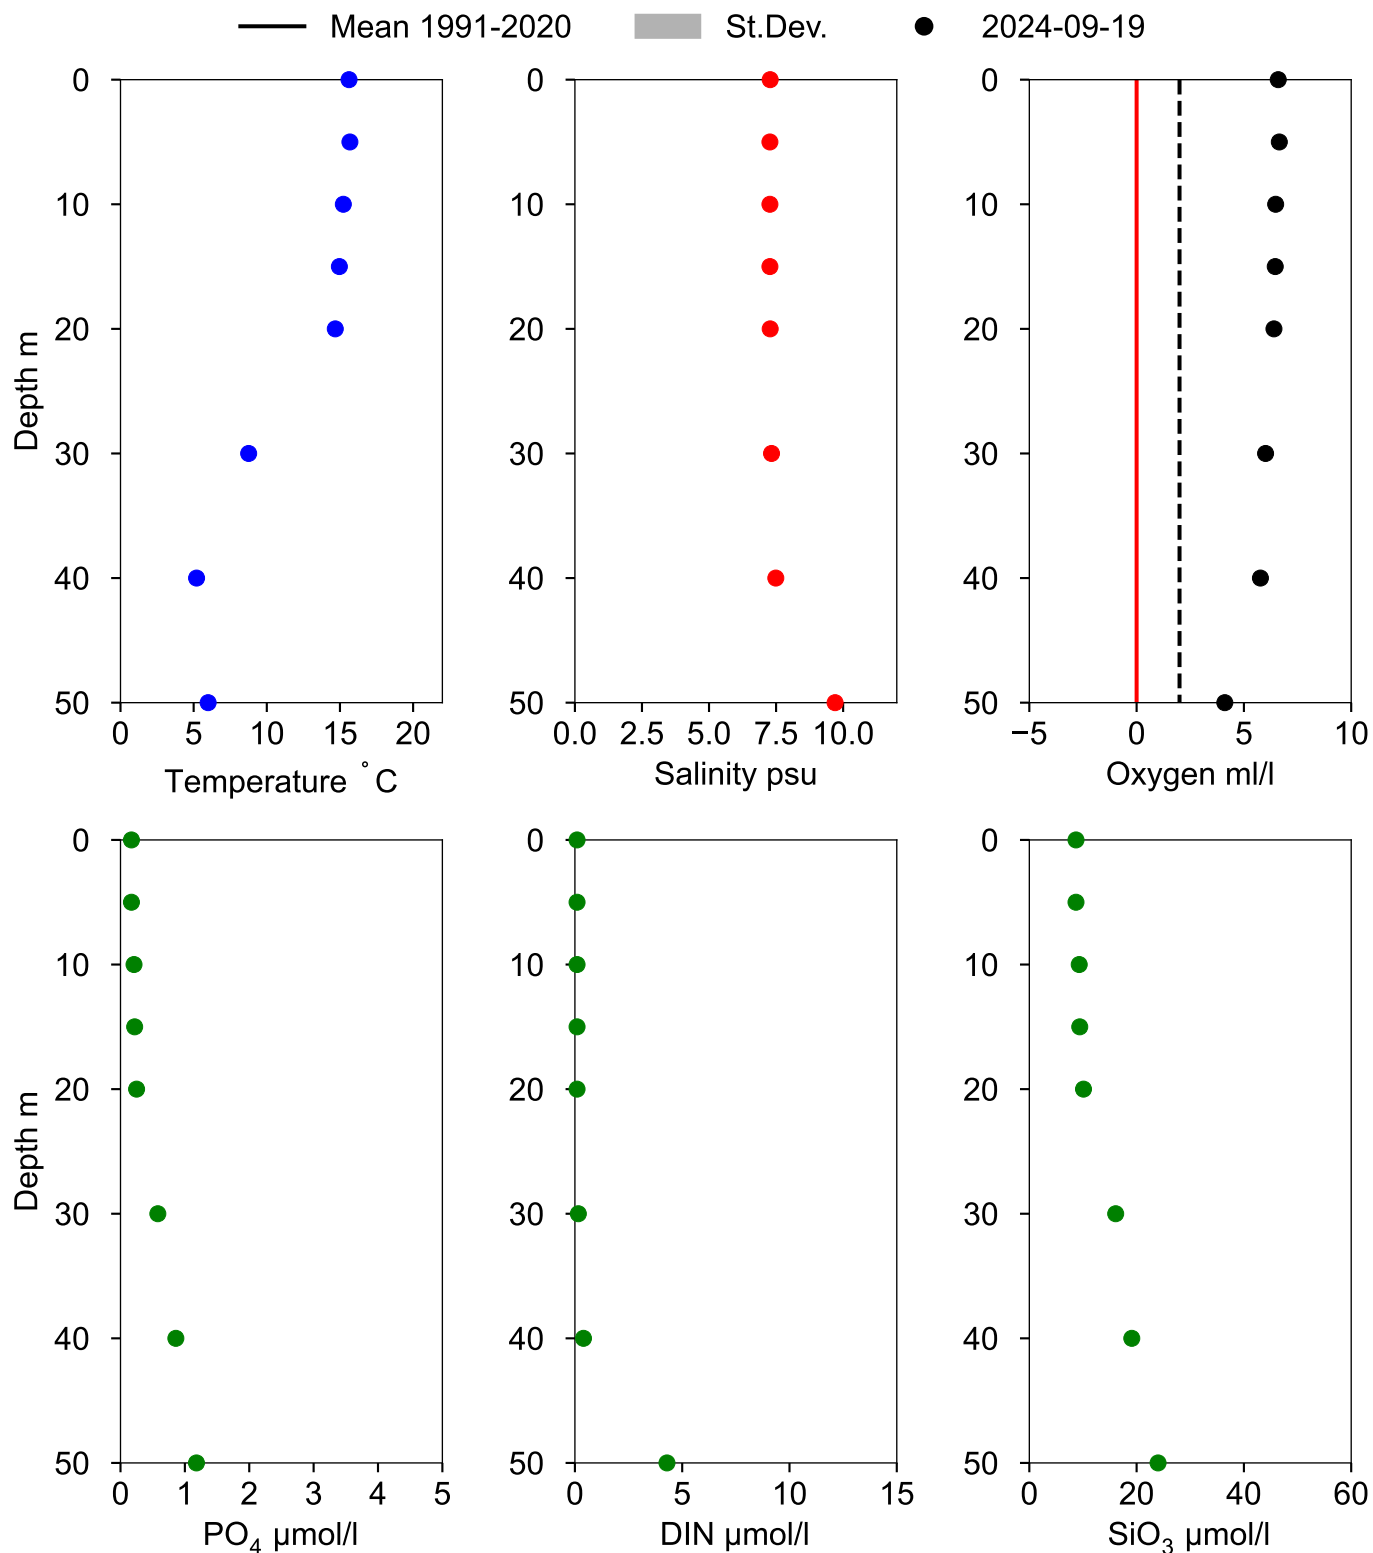 Mean 1991-2020 St.Dev. 2024-09-19
0 0 0
10 10 10
20 20 20
30 30 30
40 40 40
50 50 50
Depth m
0 5 10 15 20 0.0 2.5 5.0 7.5 10.0 −5 0 5 10
Temperature ˚C Salinity psu Oxygen ml/l
0 0 0
10 10 10
20 20 20
30 30 30
40 40 40
50 50 50
Depth m
0 1 2 3 4 5 0 5 10 15 0 20 40 60
PO₄ µmol/l DIN µmol/l SiO₃ µmol/l